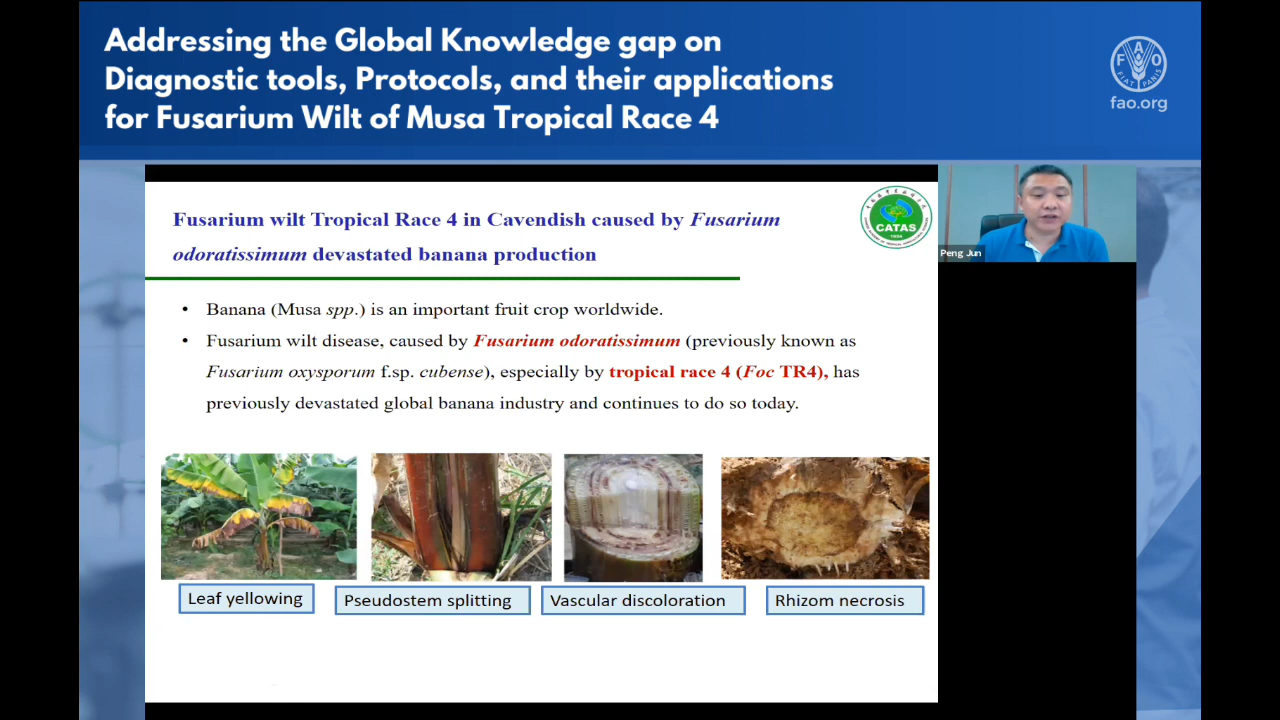 Addressing the Global Knowledge gap on
Diagnostic tools, Protocols, and their applications
for Fusarium Wilt of Musa Tropical Race 4
FAO
FIAT PANIS
fao.org
Fusarium wilt Tropical Race 4 in Cavendish caused by Fusarium
odoratissimum devastated banana production
CATAS
Peng Jun
• Banana (Musa spp.) is an important fruit crop worldwide.
• Fusarium wilt disease, caused by Fusarium odoratissimum (previously known as
Fusarium oxysporum f.sp. cubense), especially by tropical race 4 (Foc TR4), has
previously devastated global banana industry and continues to do so today.
Leaf yellowing
Pseudostem splitting
Vascular discoloration
Rhizom necrosis